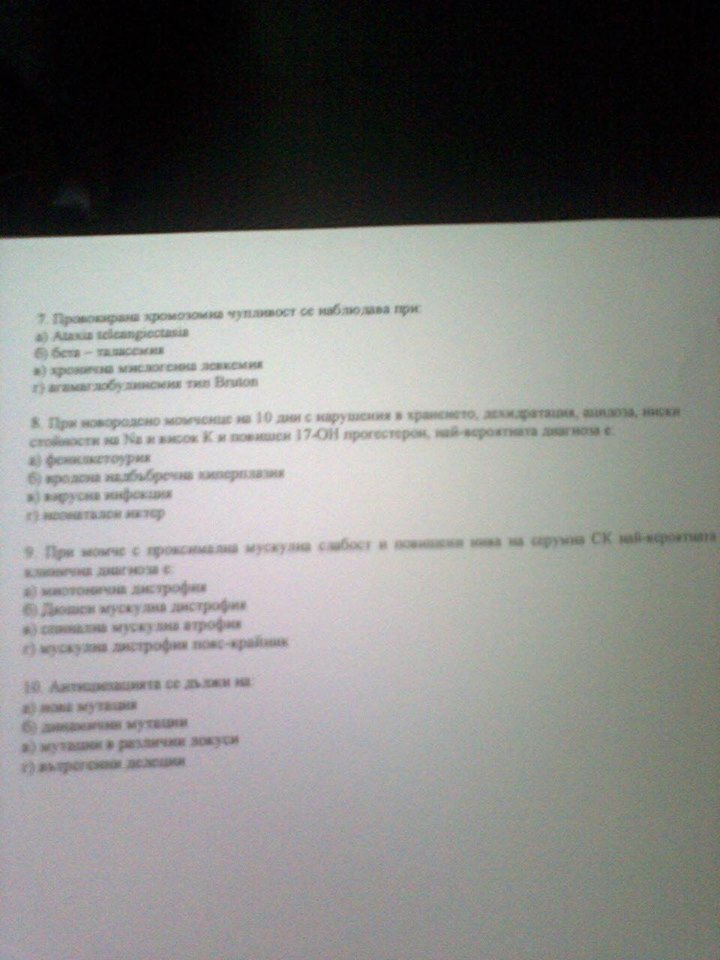 7. Провокирана хромозомна чупливост се наблюдава при:
а) Ataxia teleangiectasia
б) бета – таласемия
в) хронична миелогенна левкемия
г) агамаглобулинемия тип Bruton
8. При новородено момченце на 10 дни с нарушения в храненето, дехидратация, ацидоза, ниски
стойности на Na и висок K и повишен 17-OH прогестерон, най-вероятната диагноза е:
а) фенилкетоурия
б) вродена надбъбречна хиперплазия
в) вирусна инфекция
г) неонатален иктер
9. При момче с проксимална мускулна слабост и повишени нива на серумна CK най-вероятната
клинична диагноза е:
а) миотонична дистрофия
б) Дюшен мускулна дистрофия
в) спинална мускулна атрофия
г) мускулна дистрофия пояс-крайник
10. Антиципацията се дължи на:
а) нова мутация
б) динамични мутации
в) мутации в различни локуси
г) вътрегенни делеции